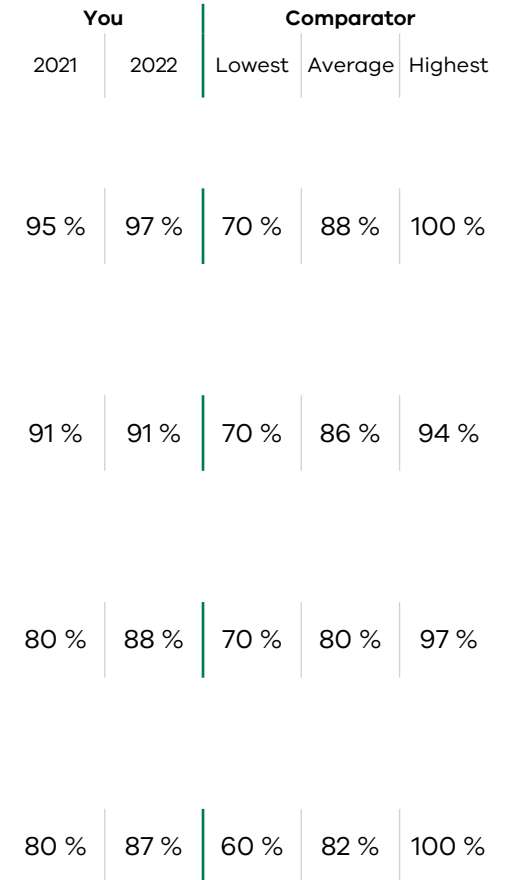 You Comparator
2021 2022 Lowest Average Highest
95 % 97 % 70 % 88 % 100 %
91 % 91 % 70 % 86 % 94 %
80 % 88 % 70 % 80 % 97 %
80 % 87 % 60 % 82 % 100 %